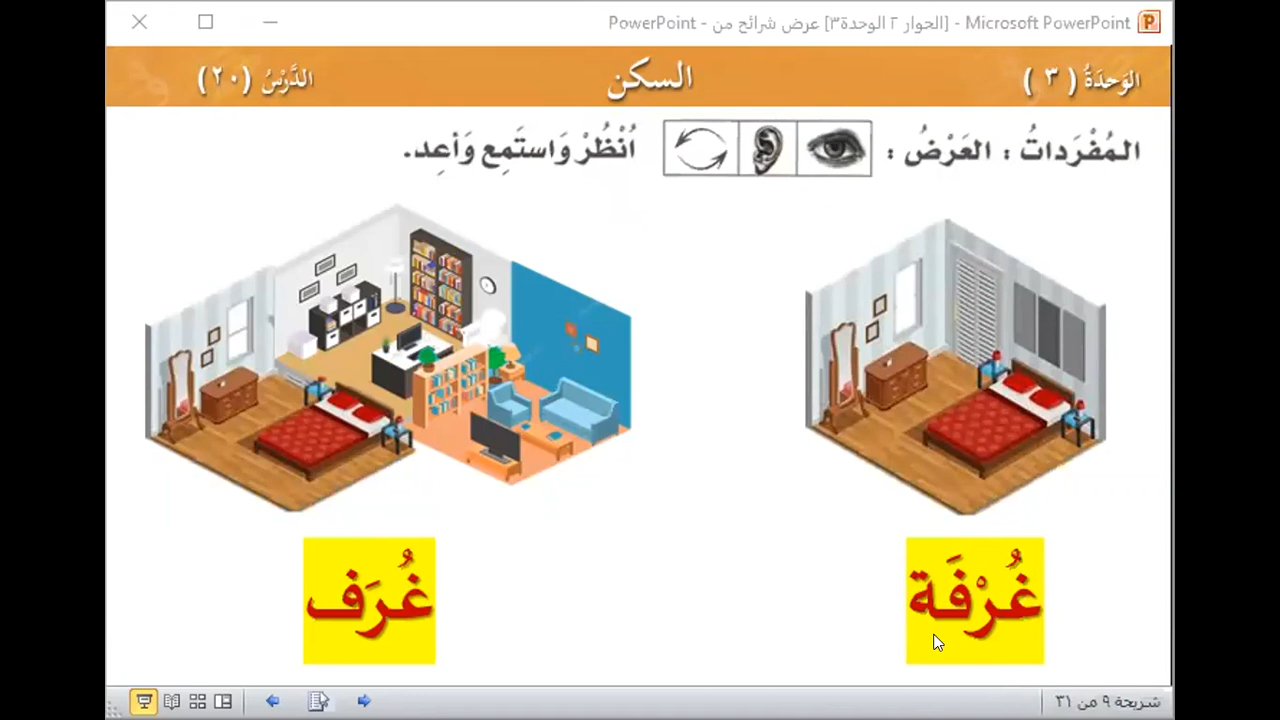 PowerPoint - [الحوار ٢ الوحدة٣] عرض شرائح من - Microsoft PowerPoint
الوَحدَةُ ( ٣ ) السكن الدَّرْسُ (٢٠)
المُفْرَداتُ : العَرْضُ : اُنْظُرْ وَاستَمِع وَأعِد.
غُرْفَة غُرَف
شريحة ٩ من ٣١